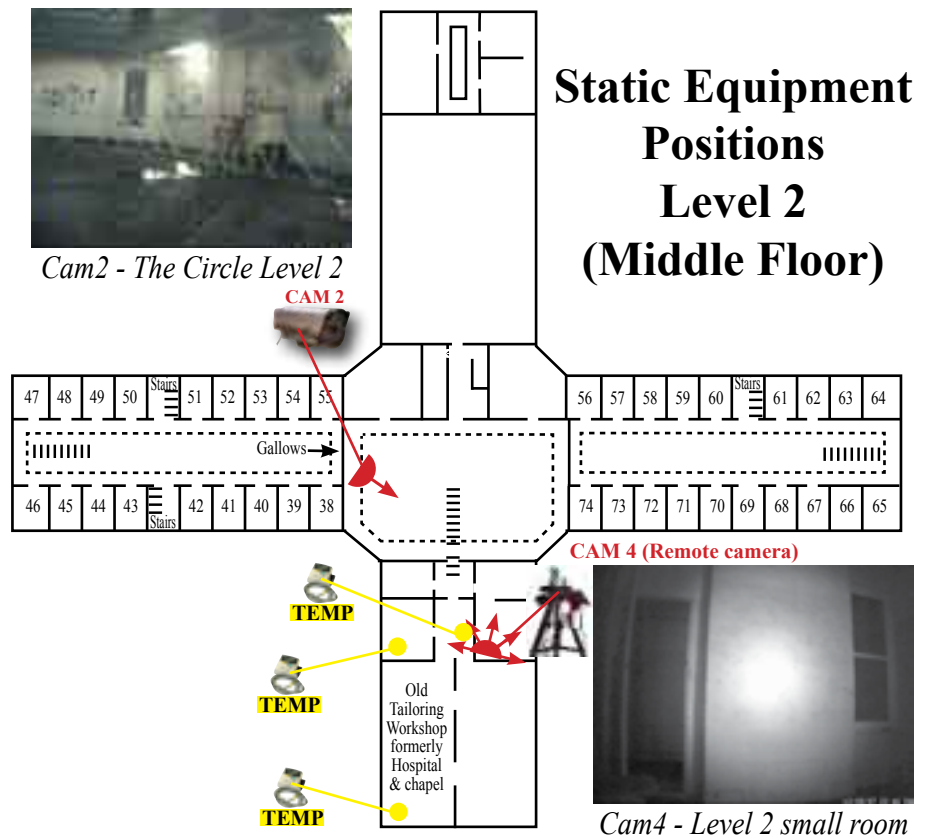 Static Equipment
Positions
Level 2
(Middle Floor)
Cam2 - The Circle Level 2
CAM 2
47 48 49 50 Stairs 51 52 53 54 55
56 57 58 59 60 Stairs 61 62 63 64
Gallows
46 45 44 43 Stairs 42 41 40 39 38
74 73 72 71 70 69 68 67 66 65
CAM 4 (Remote camera)
TEMP
TEMP
TEMP
Old
Tailoring
Workshop
formerly
Hospital
& chapel
Cam4 - Level 2 small room